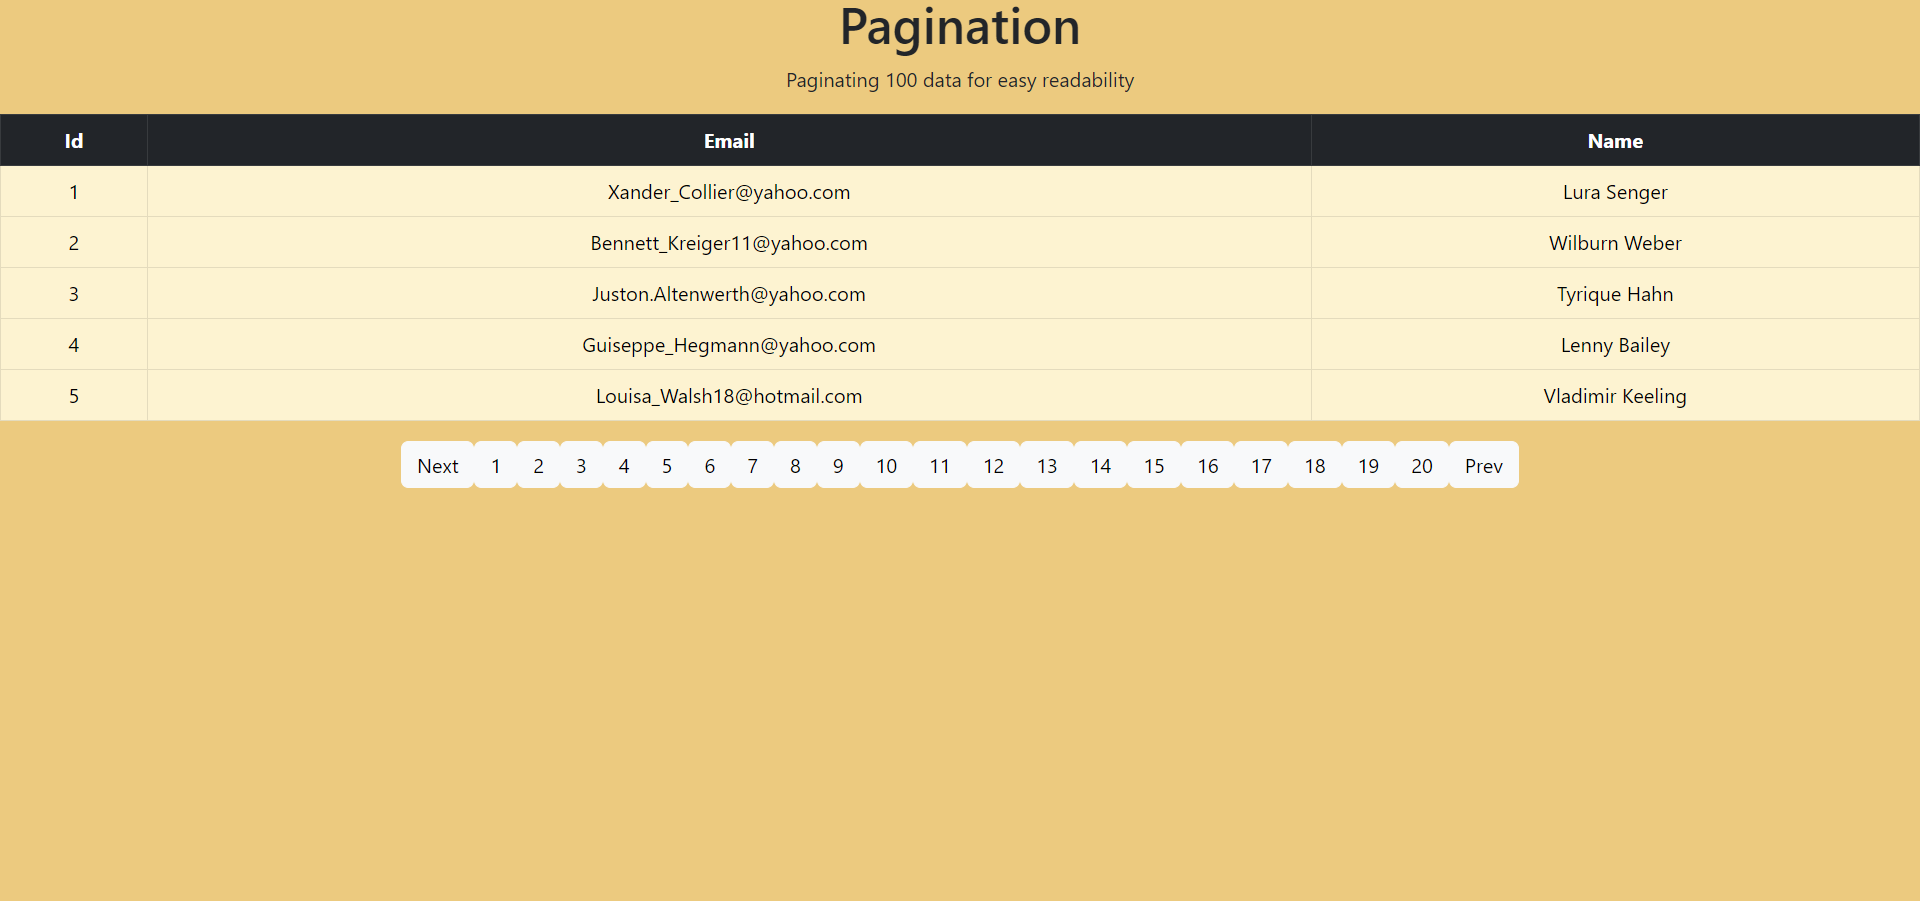 Pagination
Paginating 100 data for easy readability
Id Email Name
1 Xander_Collier@yahoo.com Lura Senger
2 Bennett_Kreiger11@yahoo.com Wilburn Weber
3 Juston.Altenwerth@yahoo.com Tyrique Hahn
4 Guiseppe_Hegmann@yahoo.com Lenny Bailey
5 Louisa_Walsh18@hotmail.com Vladimir Keeling
Next 1 2 3 4 5 6 7 8 9 10 11 12 13 14 15 16 17 18 19 20 Prev